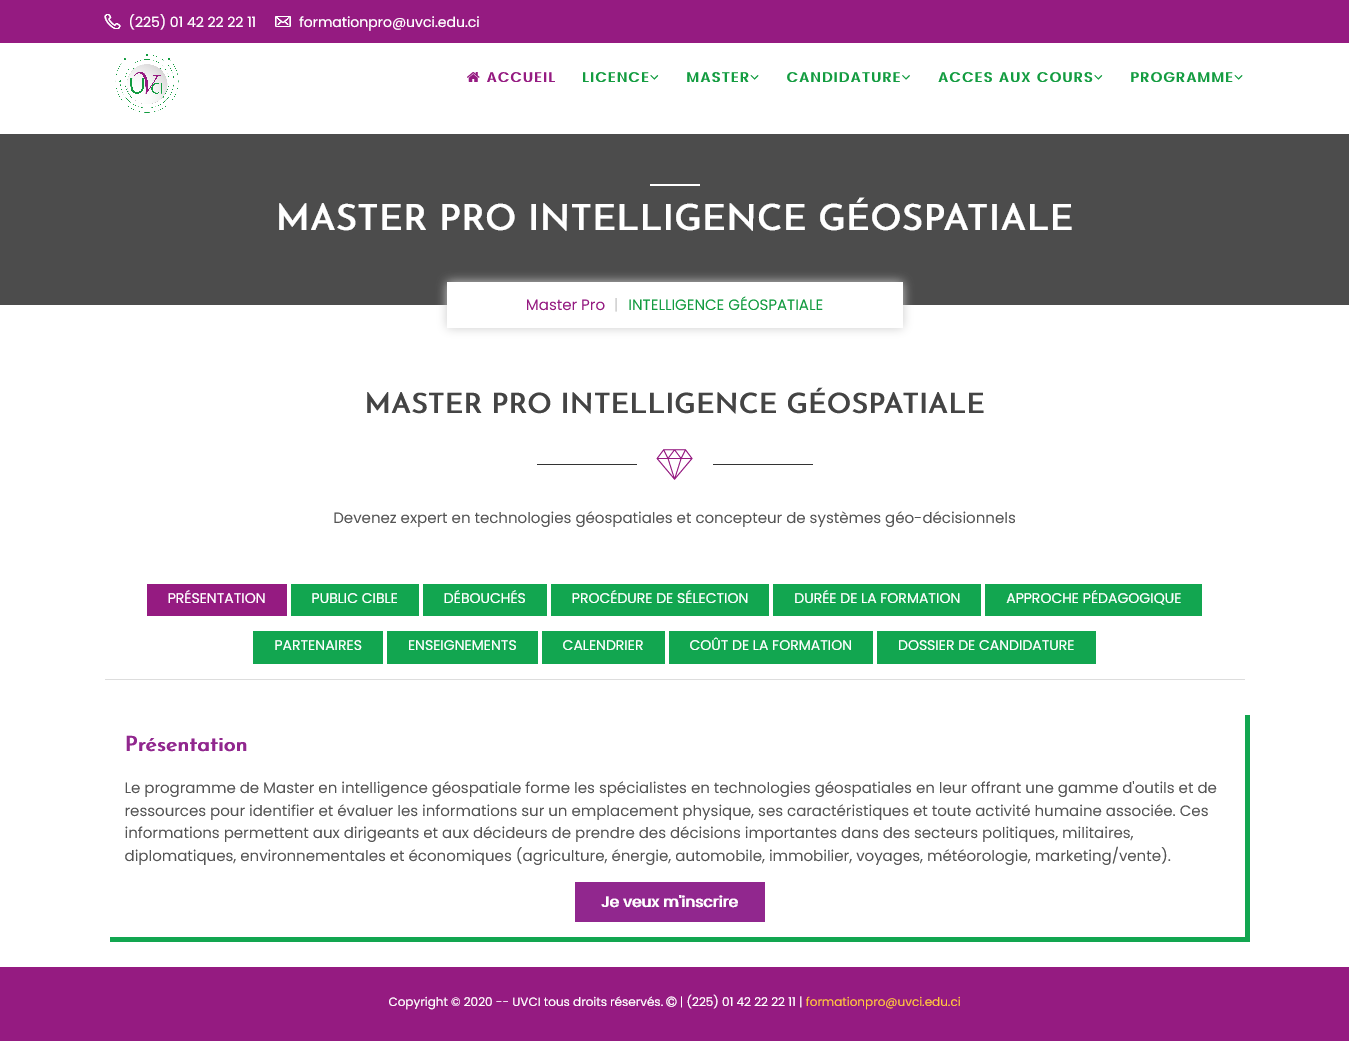 (225) 01 42 22 22 11 formationpro@uvci.edu.ci
UVCI
ACCUEIL LICENCE MASTER CANDIDATURE ACCES AUX COURS PROGRAMME
MASTER PRO INTELLIGENCE GÉOSPATIALE
Master Pro | INTELLIGENCE GÉOSPATIALE
MASTER PRO INTELLIGENCE GÉOSPATIALE
Devenez expert en technologies géospatiales et concepteur de systèmes géo-décisionnels
PRÉSENTATION PUBLIC CIBLE DÉBOUCHÉS PROCÉDURE DE SÉLECTION DURÉE DE LA FORMATION APPROCHE PÉDAGOGIQUE
PARTENAIRES ENSEIGNEMENTS CALENDRIER COÛT DE LA FORMATION DOSSIER DE CANDIDATURE
Présentation
Le programme de Master en intelligence géospatiale forme les spécialistes en technologies géospatiales en leur offrant une gamme d'outils et de
ressources pour identifier et évaluer les informations sur un emplacement physique, ses caractéristiques et toute activité humaine associée. Ces
informations permettent aux dirigeants et aux décideurs de prendre des décisions importantes dans des secteurs politiques, militaires,
diplomatiques, environnementales et économiques (agriculture, énergie, automobile, immobilier, voyages, météorologie, marketing/vente).
Je veux m'inscrire
Copyright © 2020 -- UVCI tous droits réservés. © | (225) 01 42 22 22 11 | formationpro@uvci.edu.ci